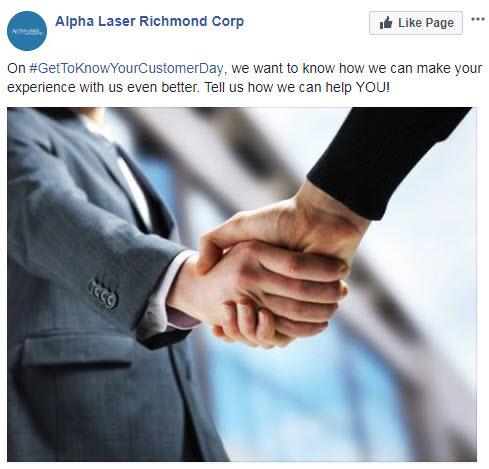 Alpha Laser Richmond Corp
Like Page
On #GetToKnowYourCustomerDay, we want to know how we can make your
experience with us even better. Tell us how we can help YOU!